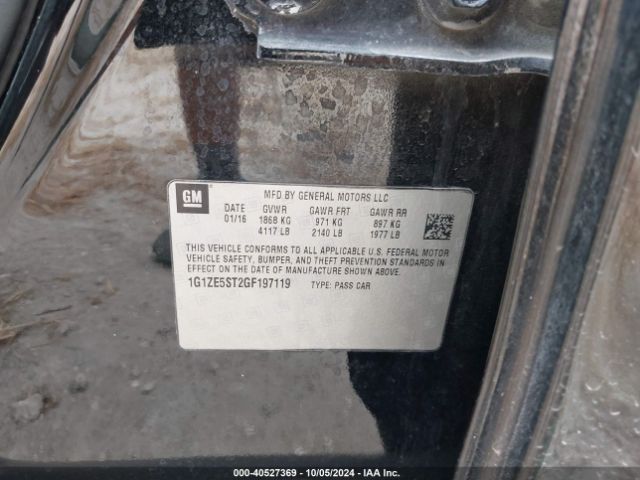 GM
MFD BY GENERAL MOTORS LLC
DATE GVWR GAWR FRT GAWR RR
01/16 1868 KG 971 KG 897 KG
4117 LB 2140 LB 1977 LB
THIS VEHICLE CONFORMS TO ALL APPLICABLE U.S. FEDERAL MOTOR
VEHICLE SAFETY, BUMPER, AND THEFT PREVENTION STANDARDS IN
EFFECT ON THE DATE OF MANUFACTURE SHOWN ABOVE.
1G1ZE5ST2GF197119 TYPE: PASS CAR
000-40527369 - 10/05/2024 - IAA Inc.